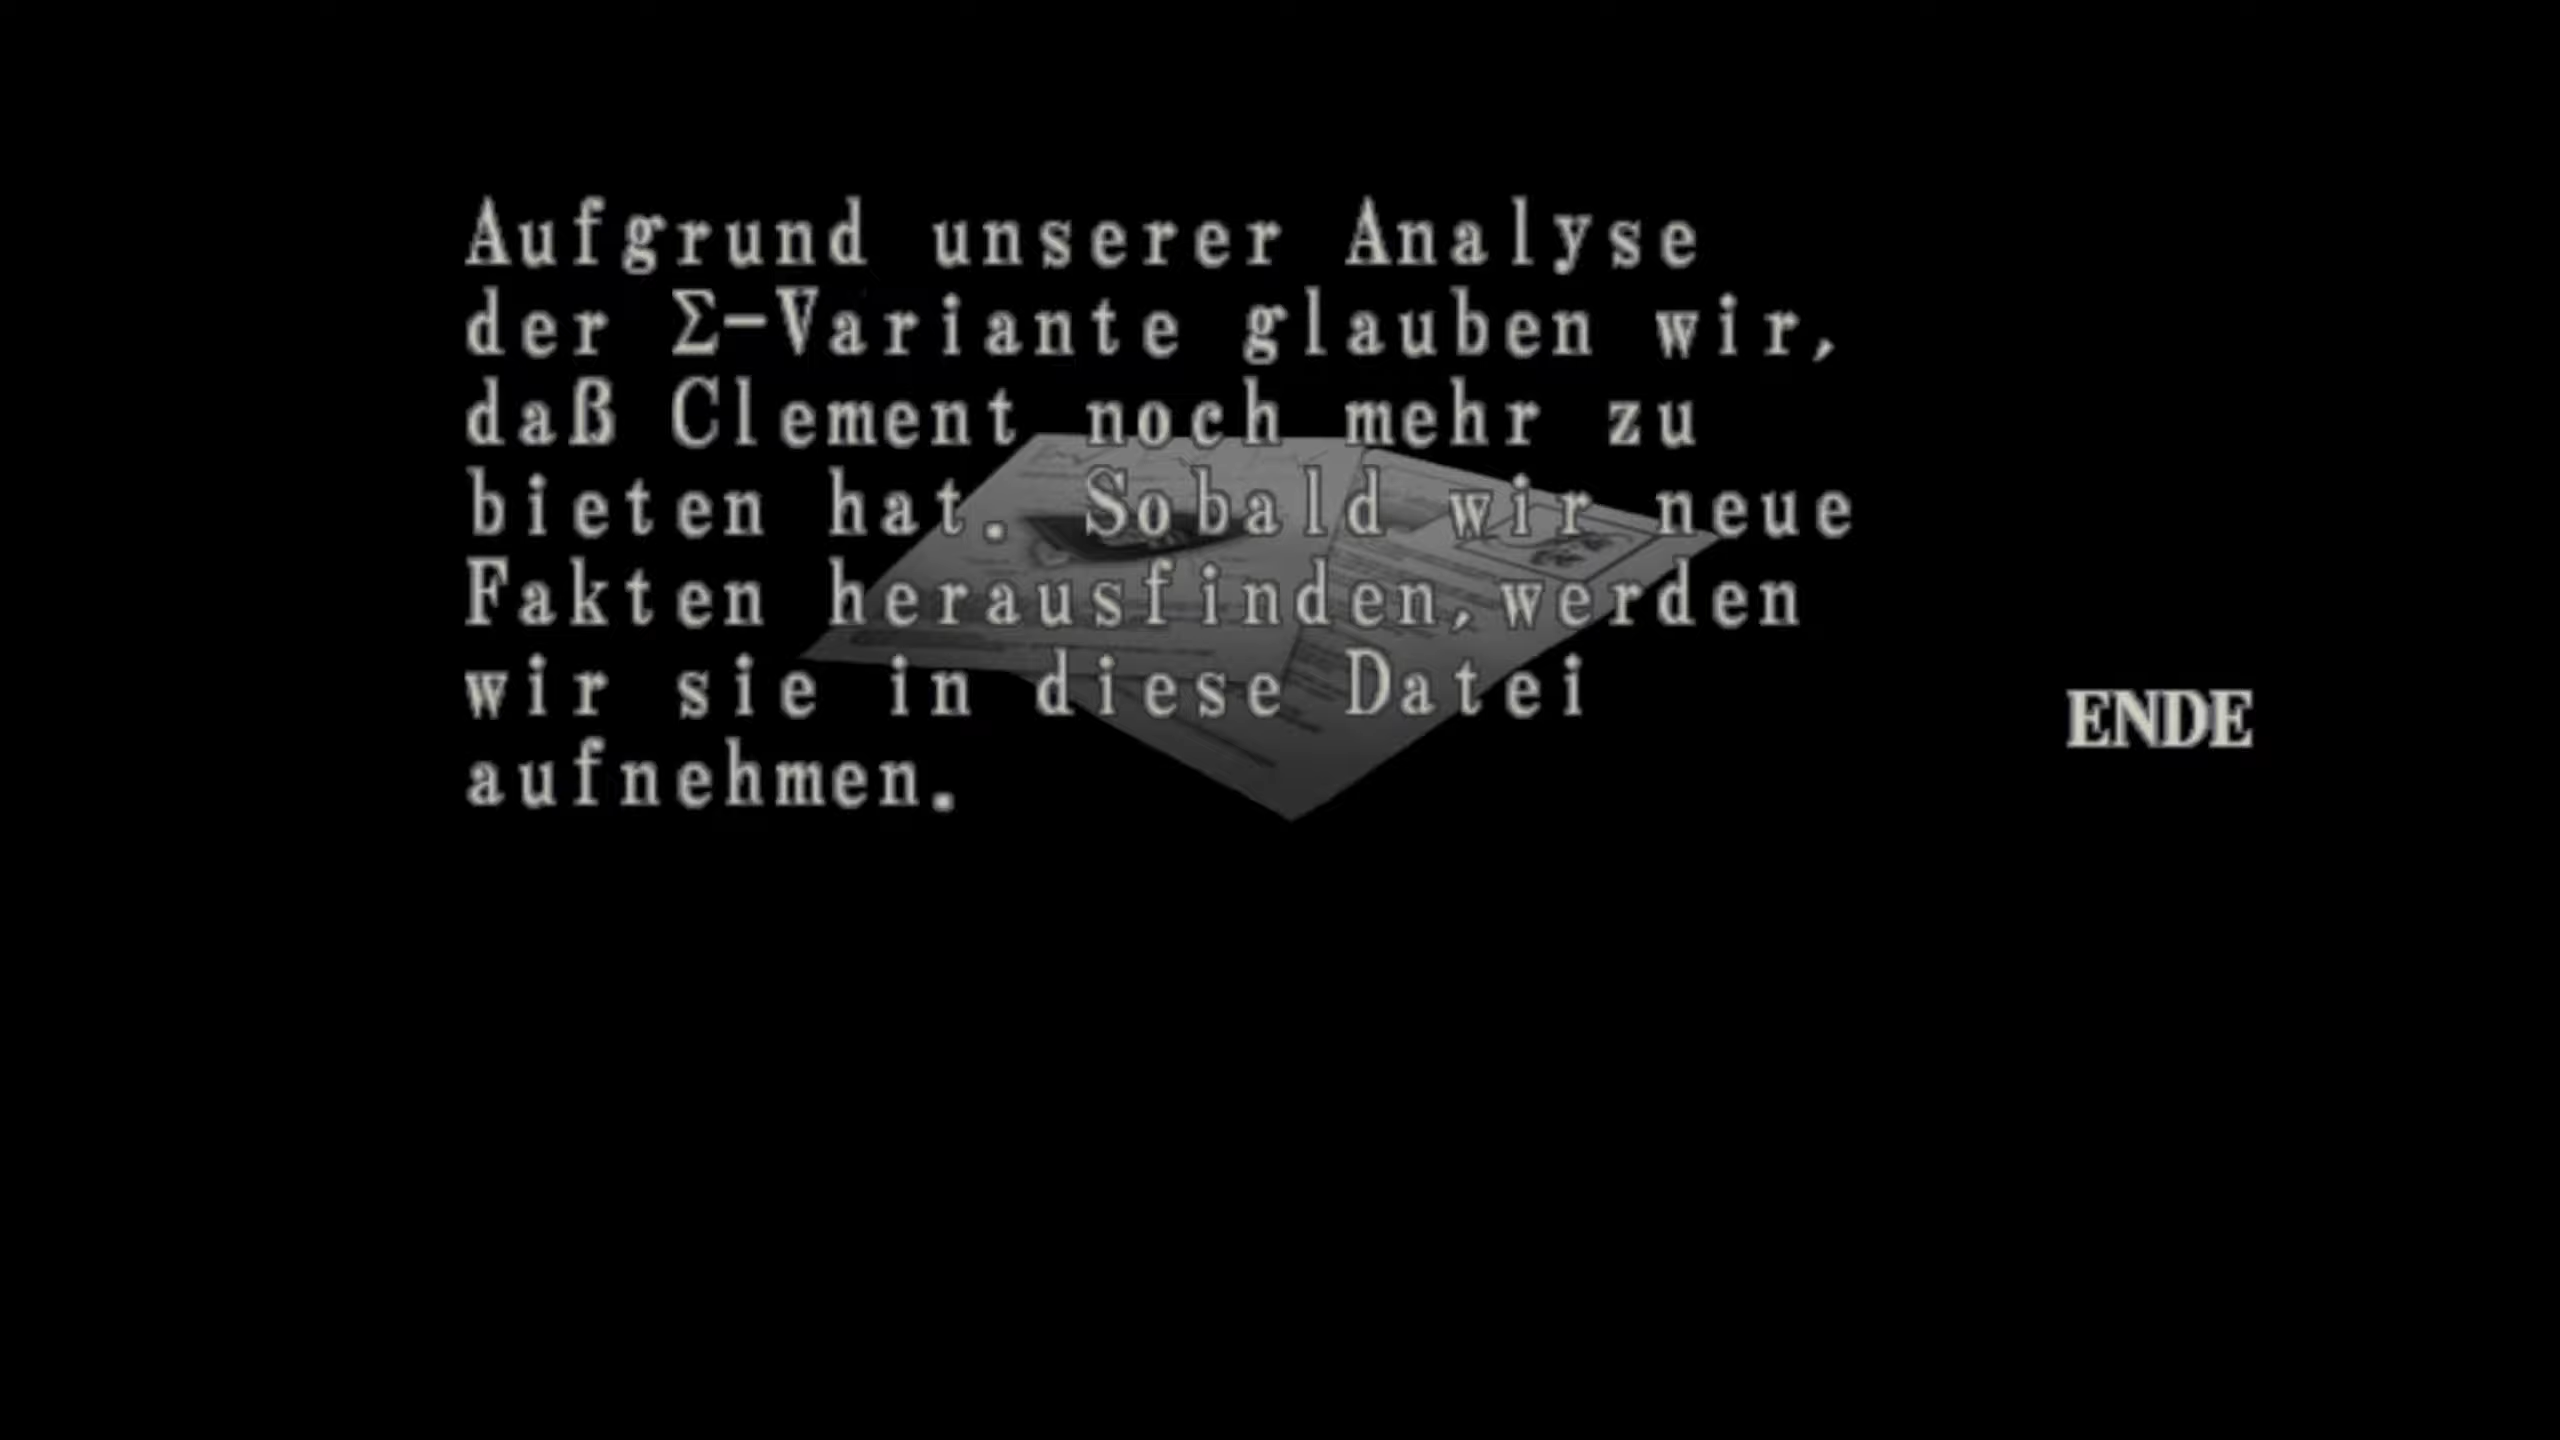 Aufgrund unserer Analyse
der Σ-Variante glauben wir,
daß Clement noch mehr zu
bieten hat. Sobald wir neue
Fakten herausfinden,werden
wir sie in diese Datei
aufnehmen.
ENDE